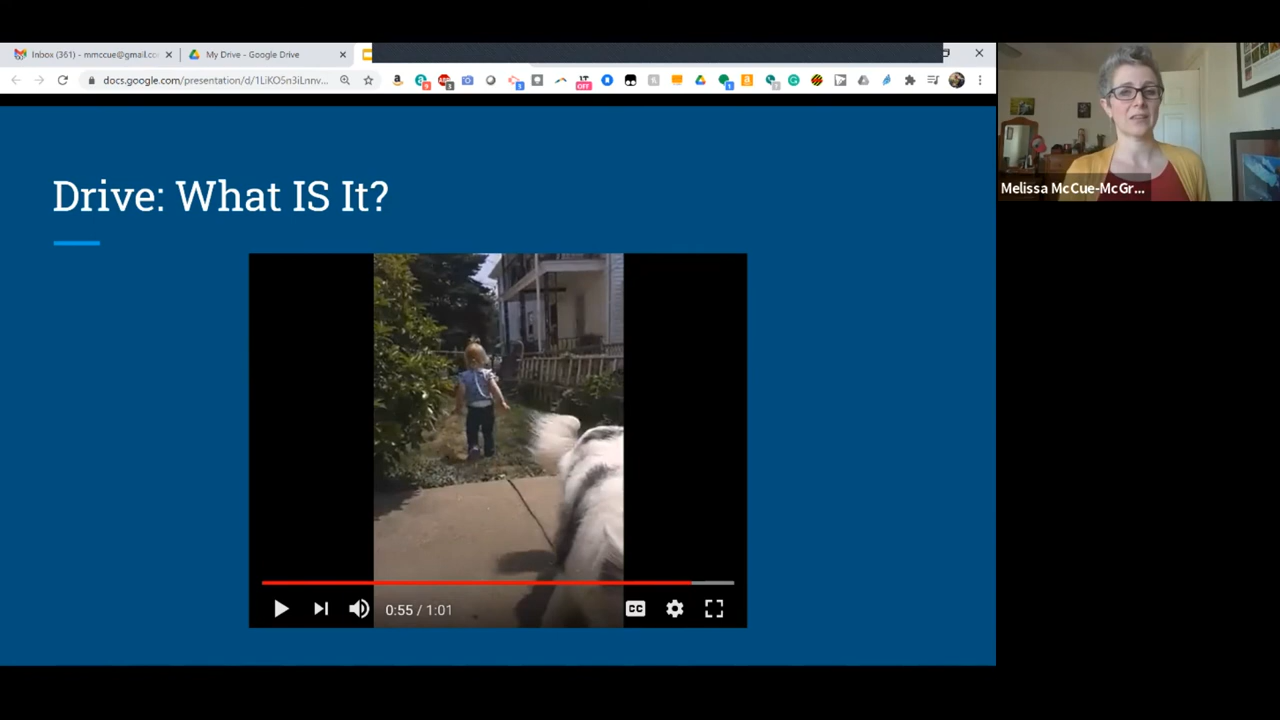 Inbox (361) - mmccue@gmail.co
My Drive - Google Drive
docs.google.com/presentation/d/1LiKO5n3iLnnv...
OFF
Melissa McCue-McGr...
Drive: What IS It?
0:55 / 1:01
CC